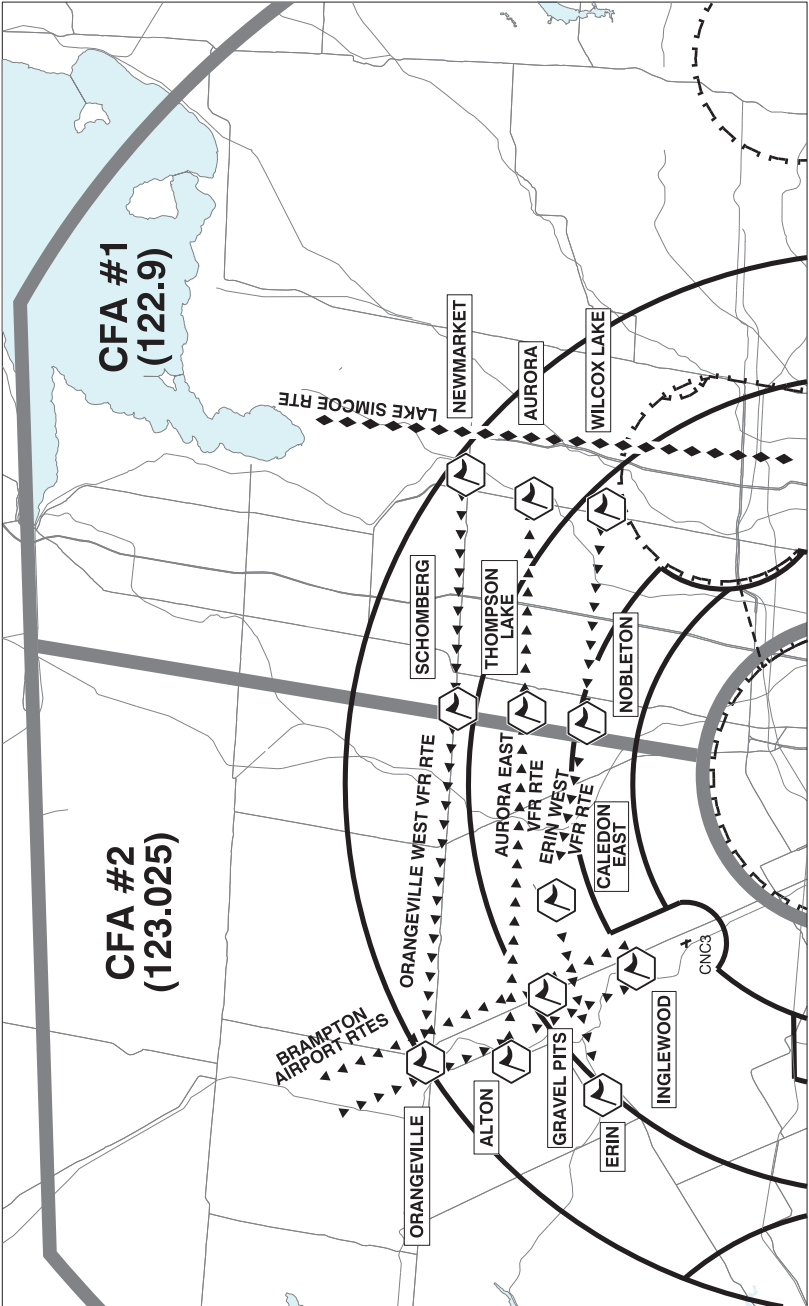 CFA #1
(122.9)
CFA #2
(123.025)
LAKE SIMCOE RTE
NEWMARKET
AURORA
WILCOX LAKE
SCHOMBERG
THOMPSON
LAKE
NOBLETON
ORANGEVILLE WEST VFR RTE
AURORA EAST
VFR RTE
ERIN WEST
VFR RTE
CALEDON
EAST
BRAMPTON
AIRPORT RTES
CNC3
ORANGEVILLE
ALTON
GRAVEL PITS
ERIN
INGLEWOOD